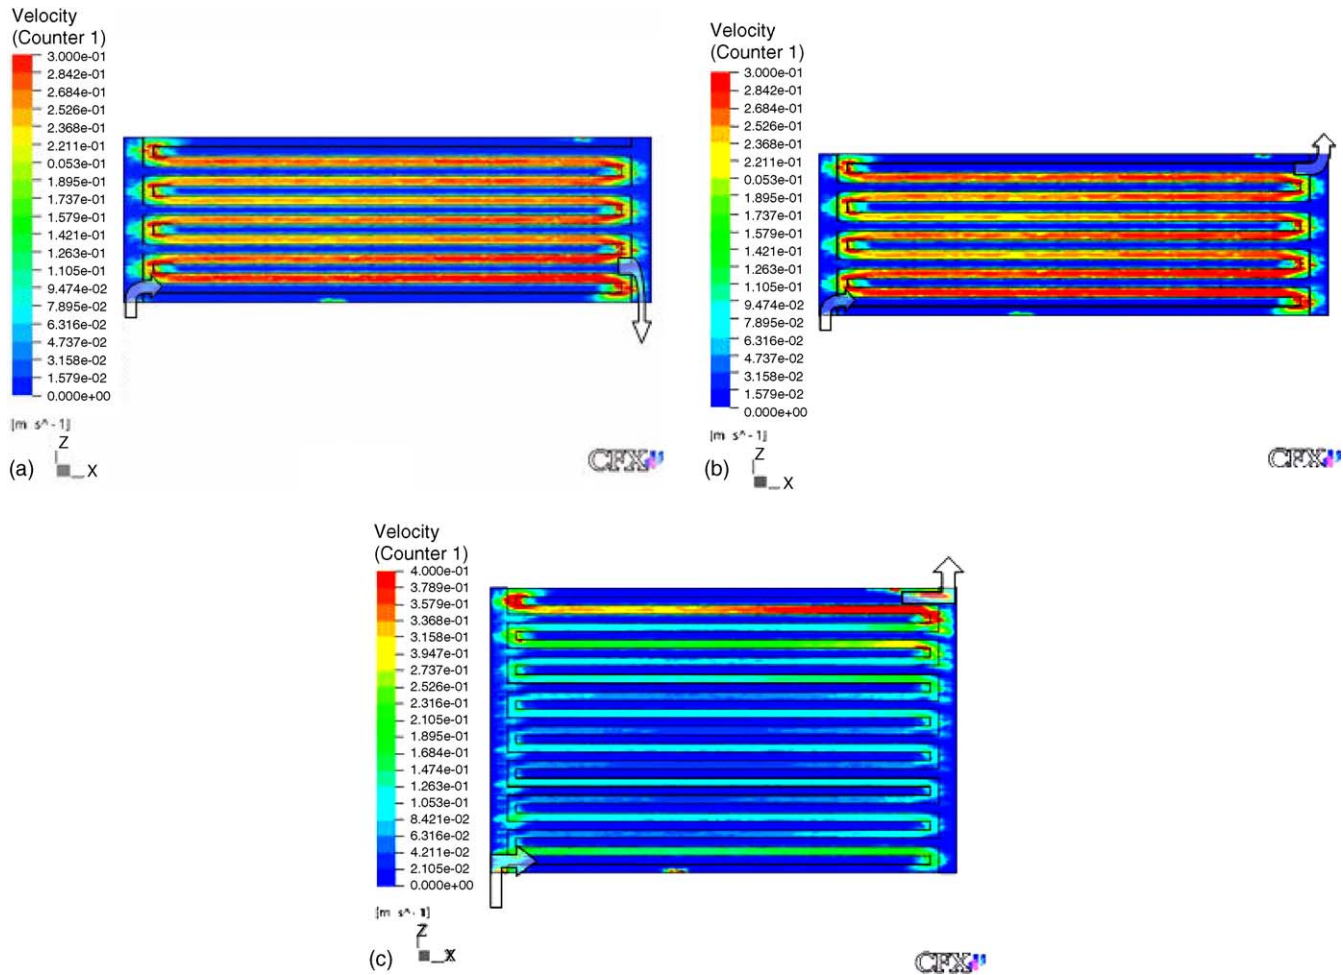 Velocity
(Counter 1)
3.000e-01
2.842e-01
2.684e-01
2.526e-01
2.368e-01
2.211e-01
0.053e-01
1.895e-01
1.737e-01
1.579e-01
1.421e-01
1.263e-01
1.105e-01
9.474e-02
7.895e-02
6.316e-02
4.737e-02
3.158e-02
1.579e-02
0.000e+00
[m s^-1]
Z
X
(a)
CFX
Velocity
(Counter 1)
3.000e-01
2.842e-01
2.684e-01
2.526e-01
2.368e-01
2.211e-01
0.053e-01
1.895e-01
1.737e-01
1.579e-01
1.421e-01
1.263e-01
1.105e-01
9.474e-02
7.895e-02
6.316e-02
4.737e-02
3.158e-02
1.579e-02
0.000e+00
[m s^-1]
Z
X
(b)
CFX
Velocity
(Counter 1)
4.000e-01
3.789e-01
3.579e-01
3.368e-01
3.158e-01
3.947e-01
2.737e-01
2.526e-01
2.316e-01
2.105e-01
1.895e-01
1.684e-01
1.474e-01
1.263e-01
1.053e-01
8.421e-02
6.316e-02
4.211e-02
2.105e-02
0.000e+00
[m s^-1]
Z
X
(c)
CFX